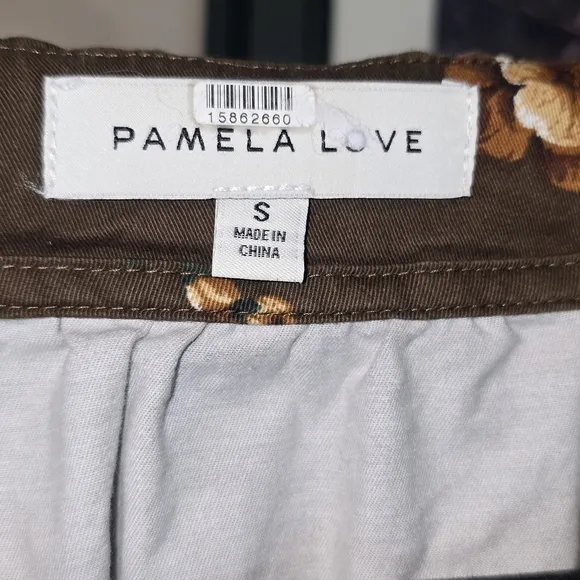 15862660
PAMELA LOVE
S
MADE IN
CHINA